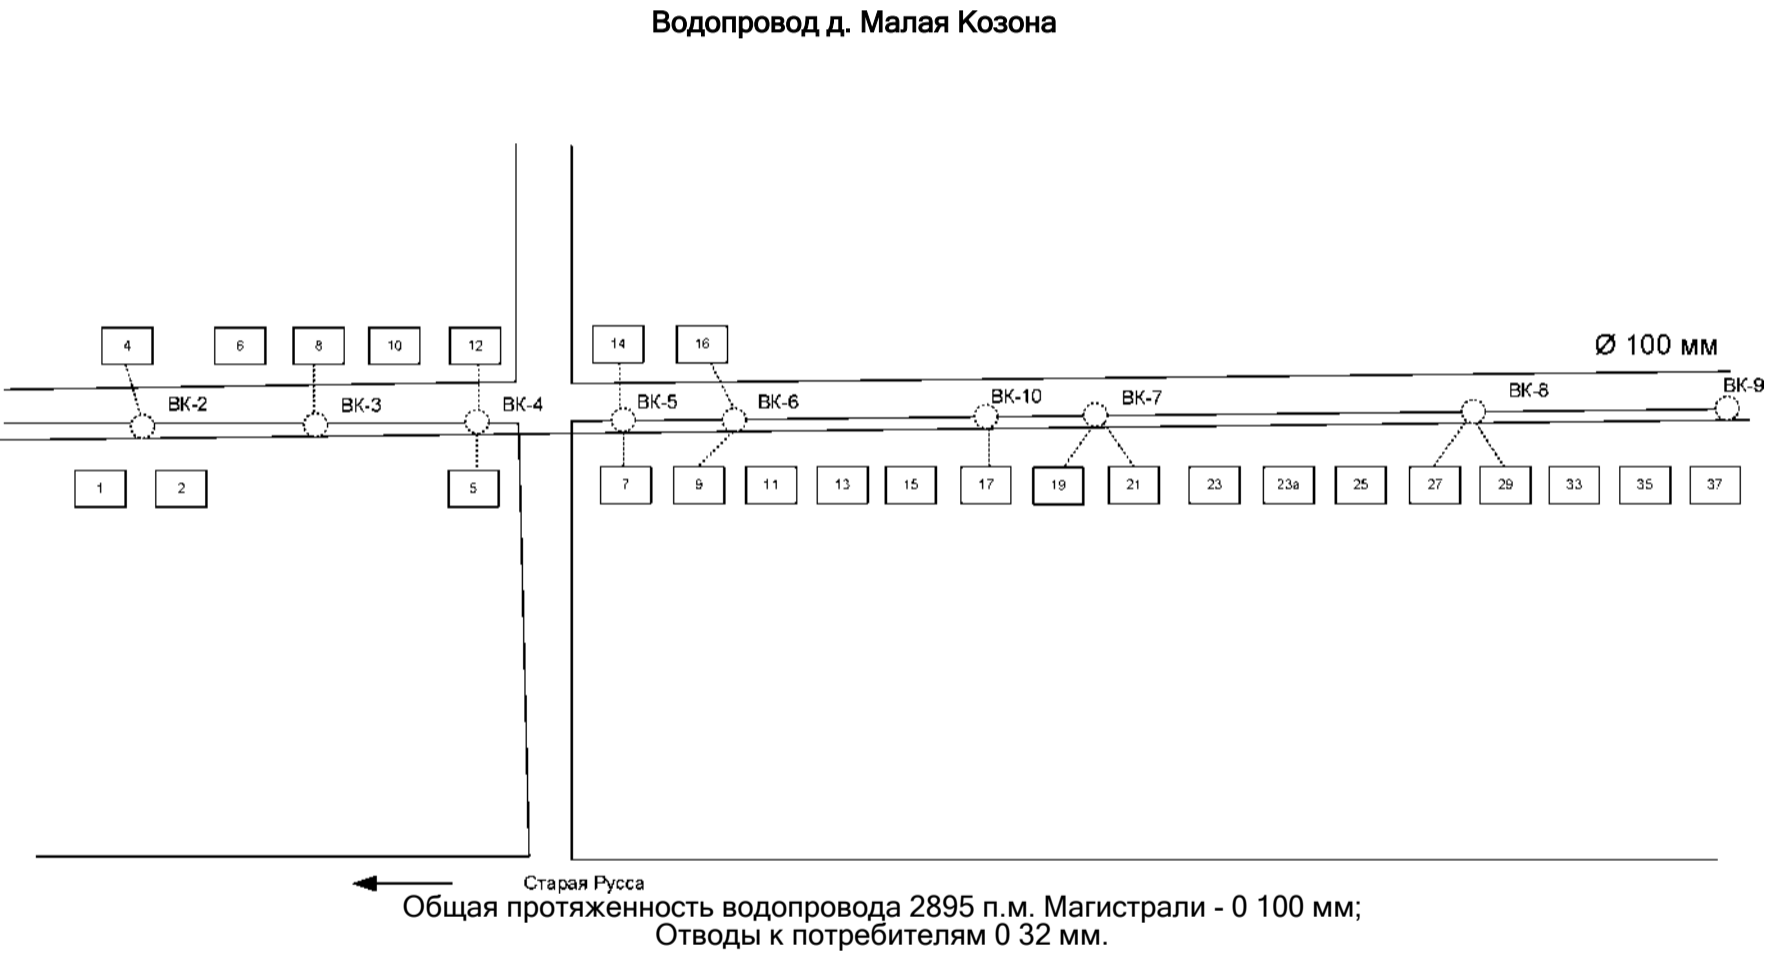 Водопровод д. Малая Козона
Ø 100 мм
4 6 8 10 12 14 16
ВК-2 ВК-3 ВК-4 ВК-5 ВК-6 ВК-10 ВК-7 ВК-8 ВК-9
1 2 5 7 9 11 13 15 17 19 21 23 23а 25 27 29 33 35 37
Старая Русса
Общая протяженность водопровода 2895 п.м. Магистрали - 0 100 мм;
Отводы к потребителям 0 32 мм.